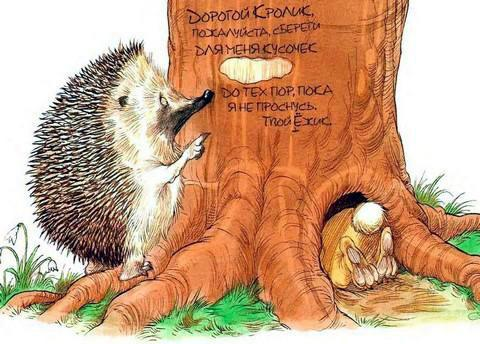 Дорогой Кролик,
пожалуйста, сбереги
для меня кусочек
до тех пор, пока
я не проснусь.
Твой Ёжик.